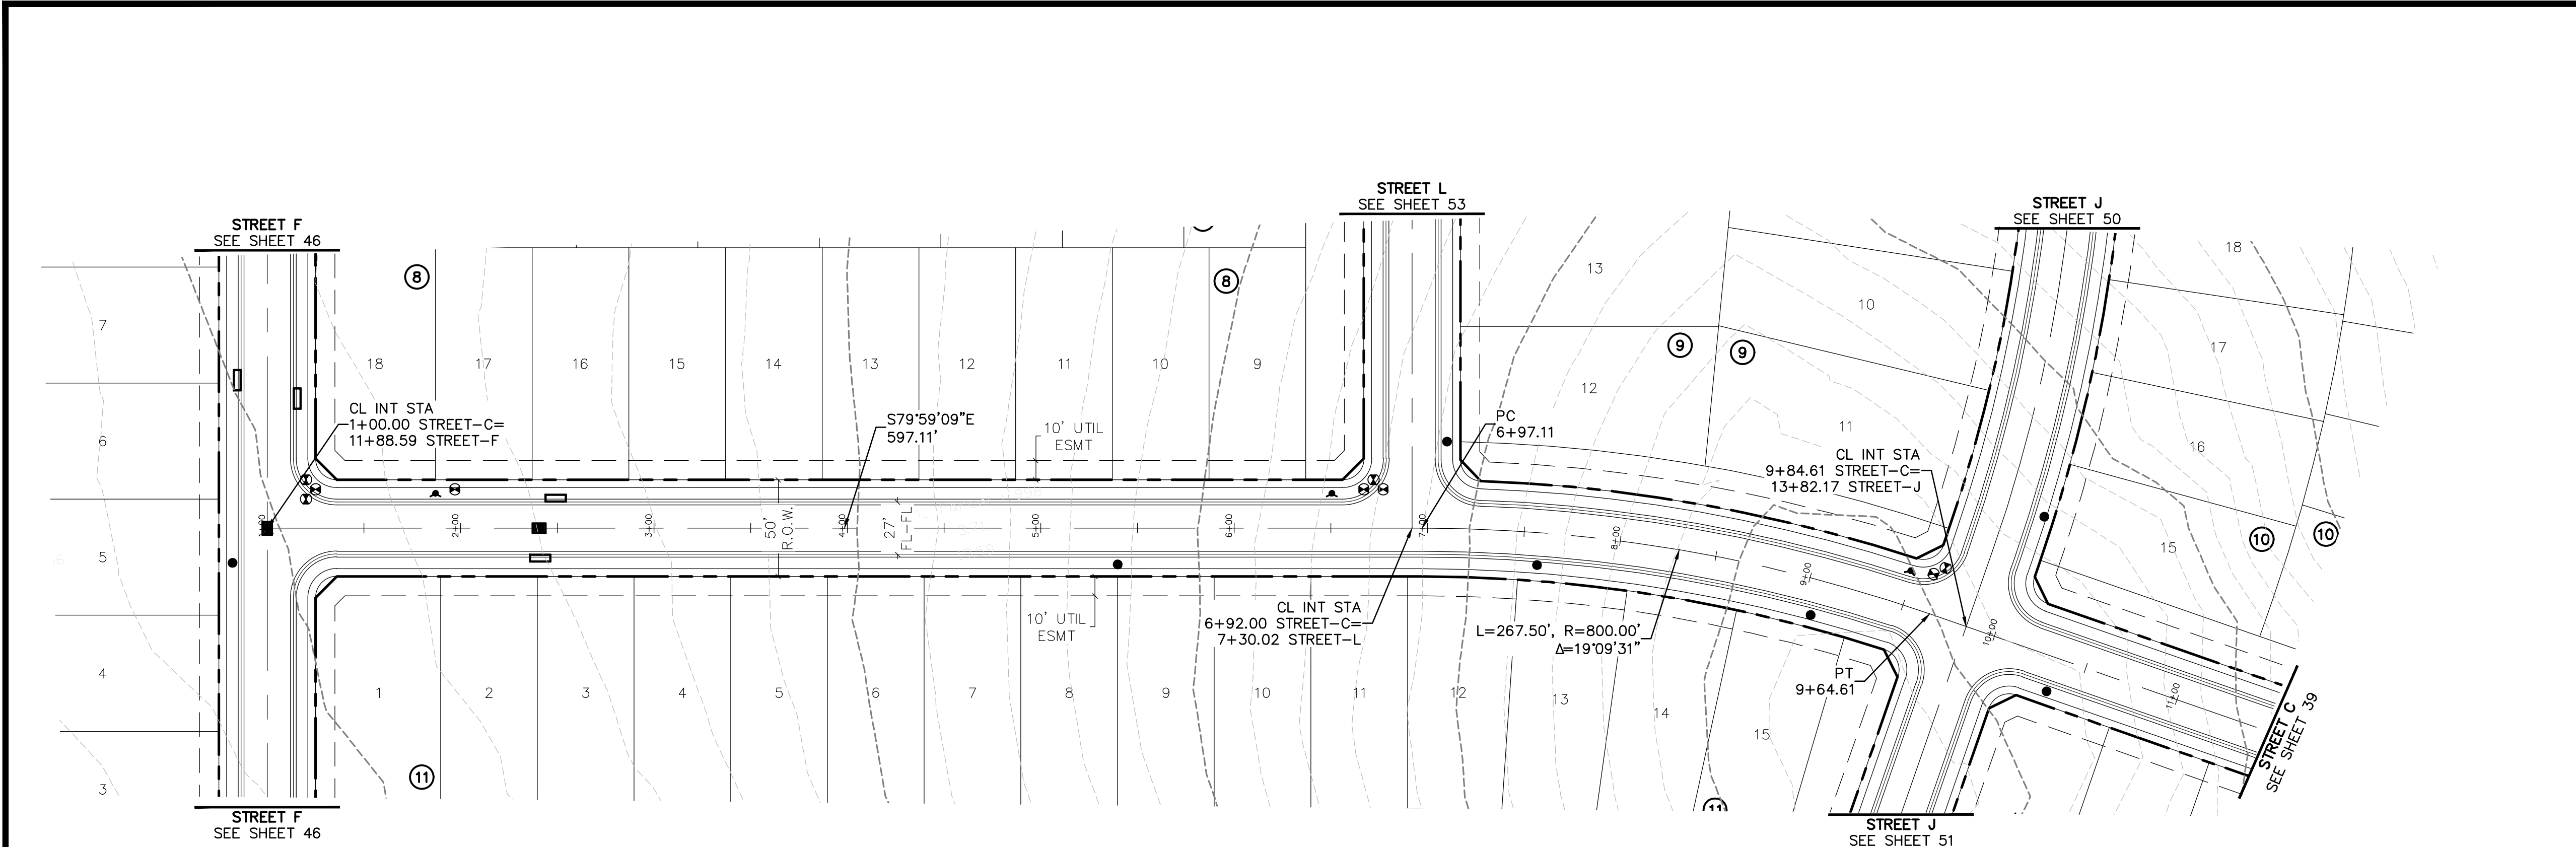 STREET F
SEE SHEET 46
STREET L
SEE SHEET 53
STREET J
SEE SHEET 50
8
8
9
9
10
10
11
11
7
6
5
4
3
18
17
16
15
14
13
12
11
10
9
13
12
10
11
18
17
16
15
CL INT STA
1+00.00 STREET-C=
11+88.59 STREET-F
S79°59'09"E
597.11'
10' UTIL
ESMT
PC
6+97.11
CL INT STA
9+84.61 STREET-C=
13+82.17 STREET-J
1+00
2+00
3+00
4+00
5+00
6+00
7+00
8+00
9+00
10+00
11+00
50'
R.O.W.
27'
FL-FL
10' UTIL
ESMT
CL INT STA
6+92.00 STREET-C=
7+30.02 STREET-L
L=267.50', R=800.00'
Δ=19°09'31"
PT
9+64.61
1
2
3
4
5
6
7
8
9
10
11
12
13
14
15
STREET C
SEE SHEET 39
STREET F
SEE SHEET 46
STREET J
SEE SHEET 51